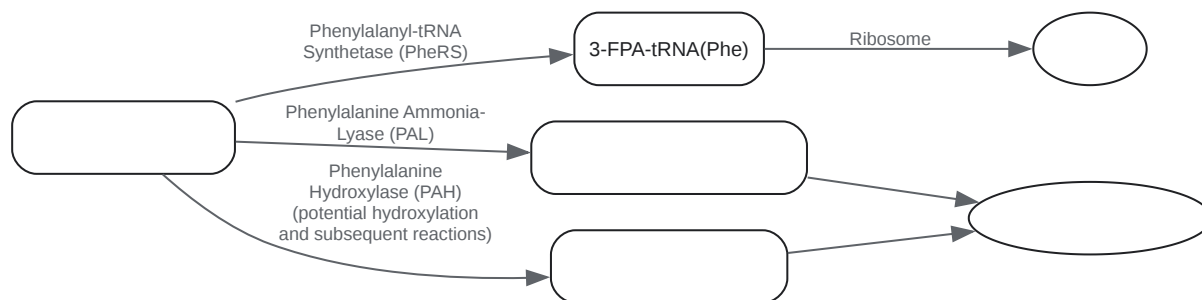 Phenylalanyl-tRNA
Synthetase (PheRS)
3-FPA-tRNA(Phe)
Ribosome
Phenylalanine Ammonia-
Lyase (PAL)
Phenylalanine
Hydroxylase (PAH)
(potential hydroxylation
and subsequent reactions)